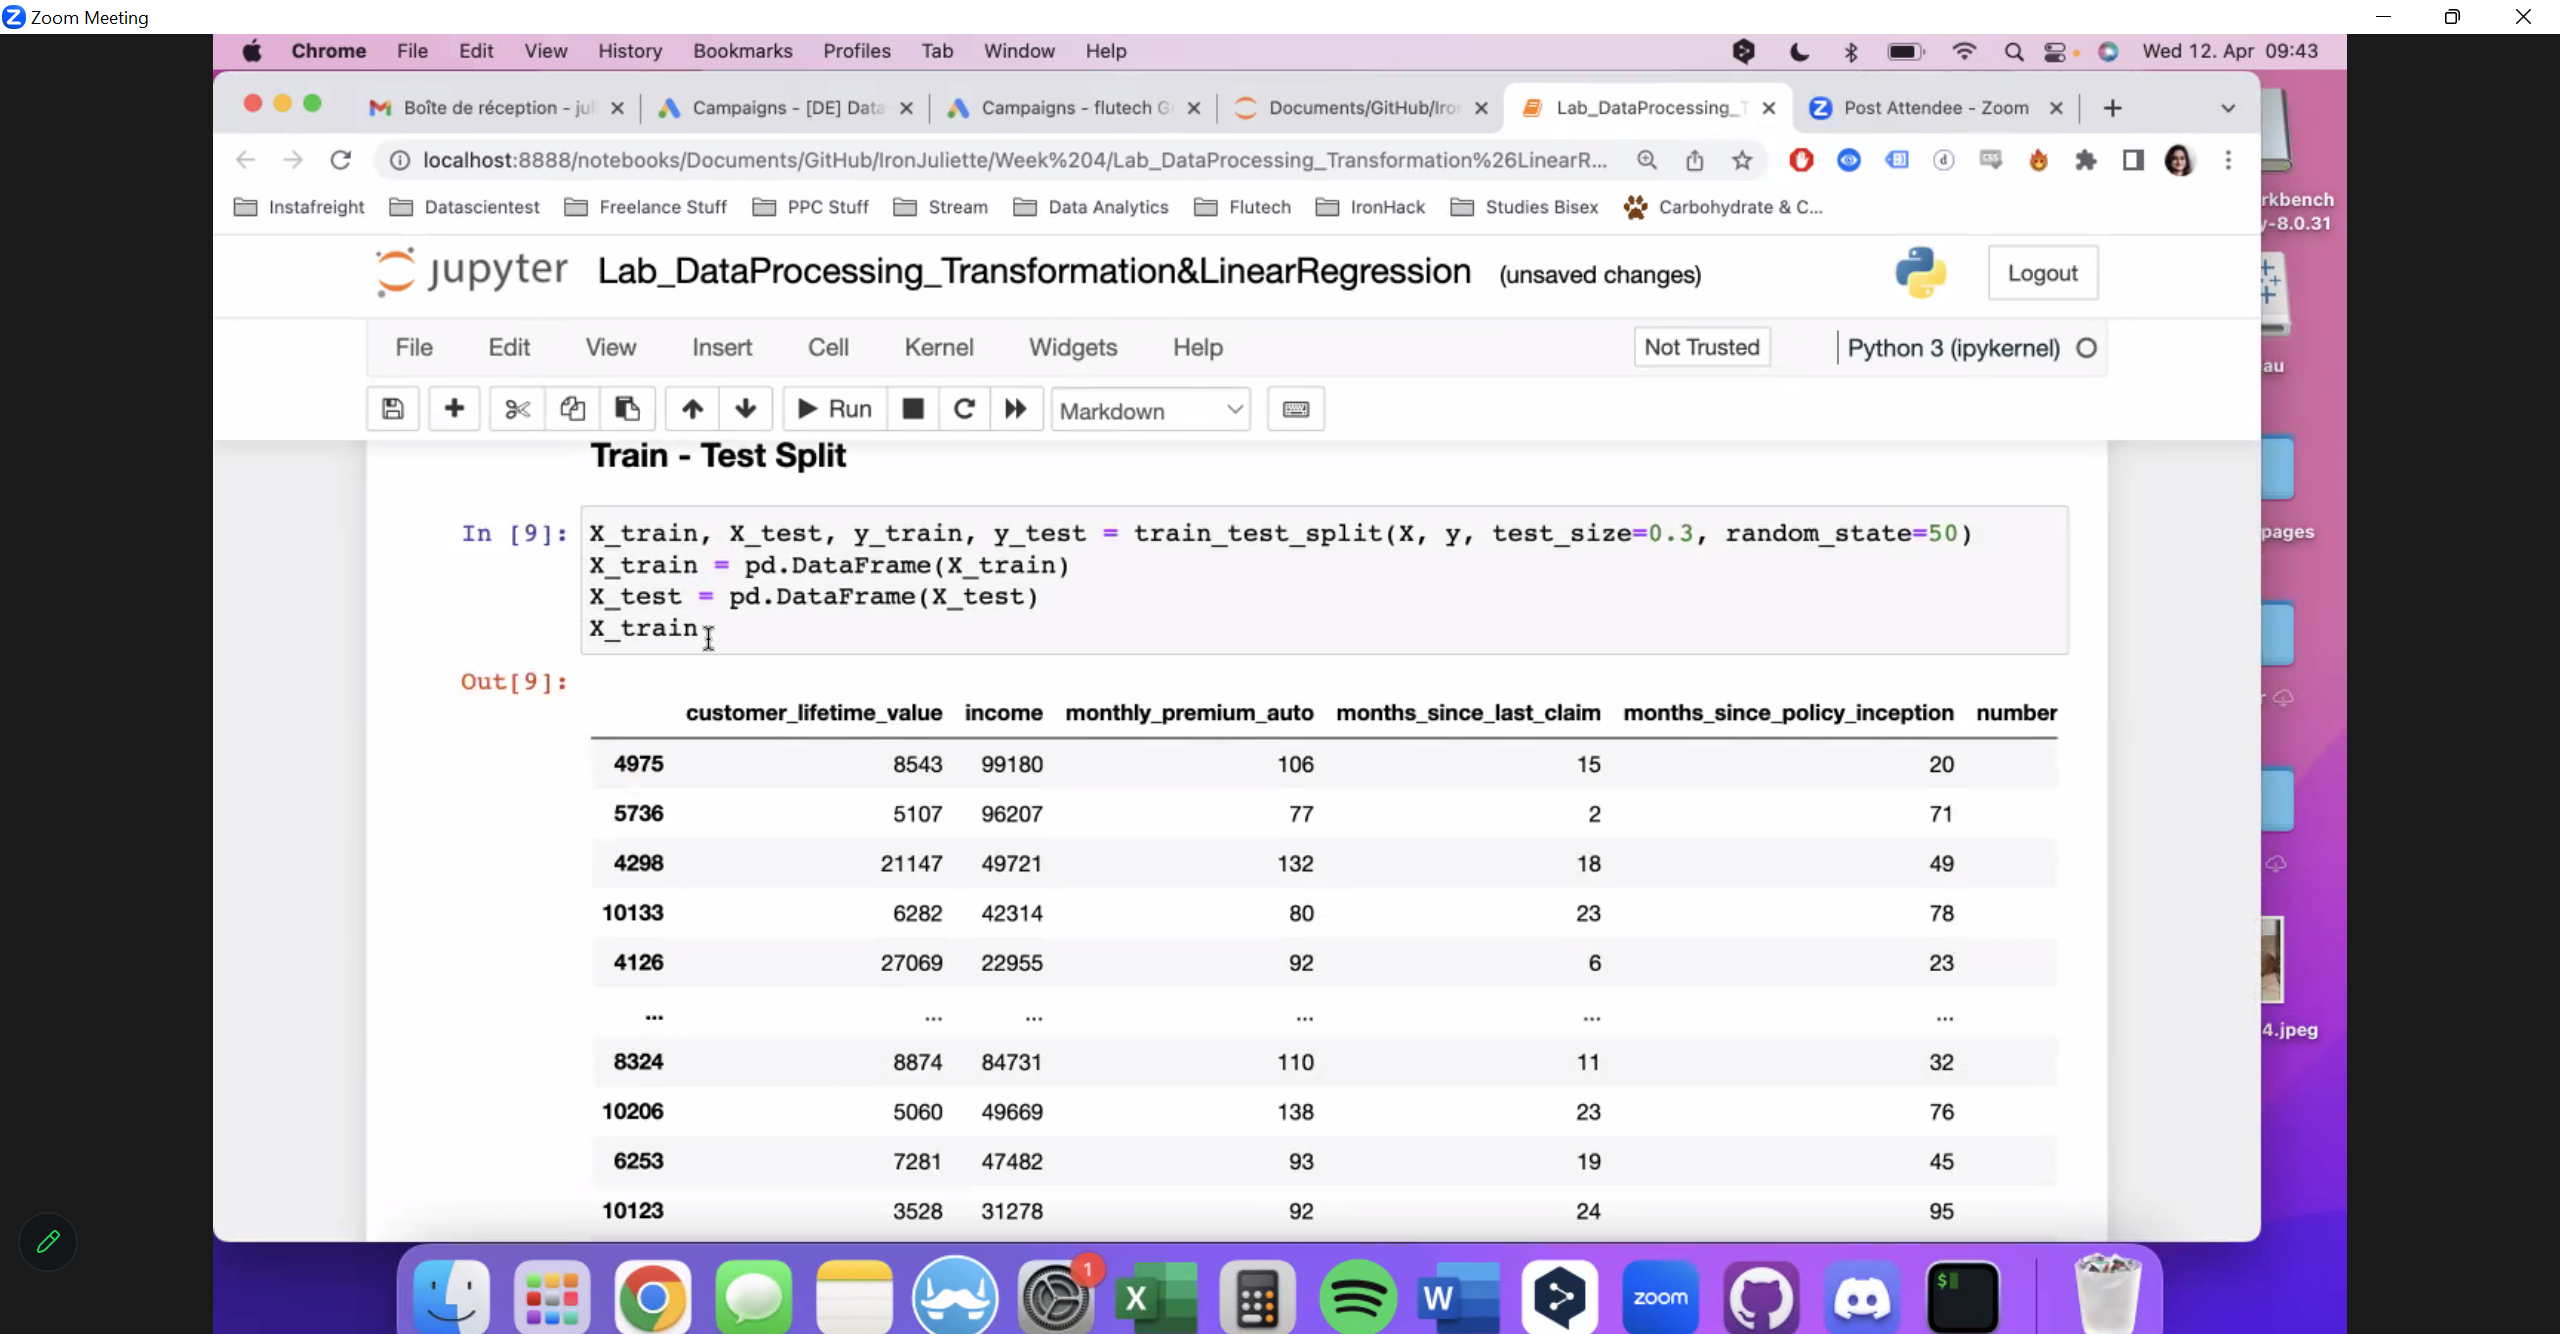 Zoom Meeting
Chrome File Edit View History Bookmarks Profiles Tab Window Help Wed 12. Apr 09:43
Boîte de réception - juli Campaigns - [DE] Data Campaigns - flutech G Documents/GitHub/Iro Lab_DataProcessing_T Post Attendee - Zoom
localhost:8888/notebooks/Documents/GitHub/IronJuliette/Week%204/Lab_DataProcessing_Transformation%26LinearR...
Instafreight Datascientest Freelance Stuff PPC Stuff Stream Data Analytics Flutech IronHack Studies Bisex Carbohydrate & C...
rkbench
y-8.0.31
jupyter Lab_DataProcessing_Transformation&LinearRegression (unsaved changes) Logout
File Edit View Insert Cell Kernel Widgets Help Not Trusted Python 3 (ipykernel)
au
Run Markdown
Train - Test Split
In [9]: X_train, X_test, y_train, y_test = train_test_split(X, y, test_size=0.3, random_state=50)
pages
X_train = pd.DataFrame(X_train)
X_test = pd.DataFrame(X_test)
X_train
Out[9]:
customer_lifetime_value income monthly_premium_auto months_since_last_claim months_since_policy_inception number
4975 8543 99180 106 15 20
5736 5107 96207 77 2 71
4298 21147 49721 132 18 49
10133 6282 42314 80 23 78
4126 27069 22955 92 6 23
... ... ... ... ... ...
4.jpeg
8324 8874 84731 110 11 32
10206 5060 49669 138 23 76
6253 7281 47482 93 19 45
10123 3528 31278 92 24 95
1
X W zoom $